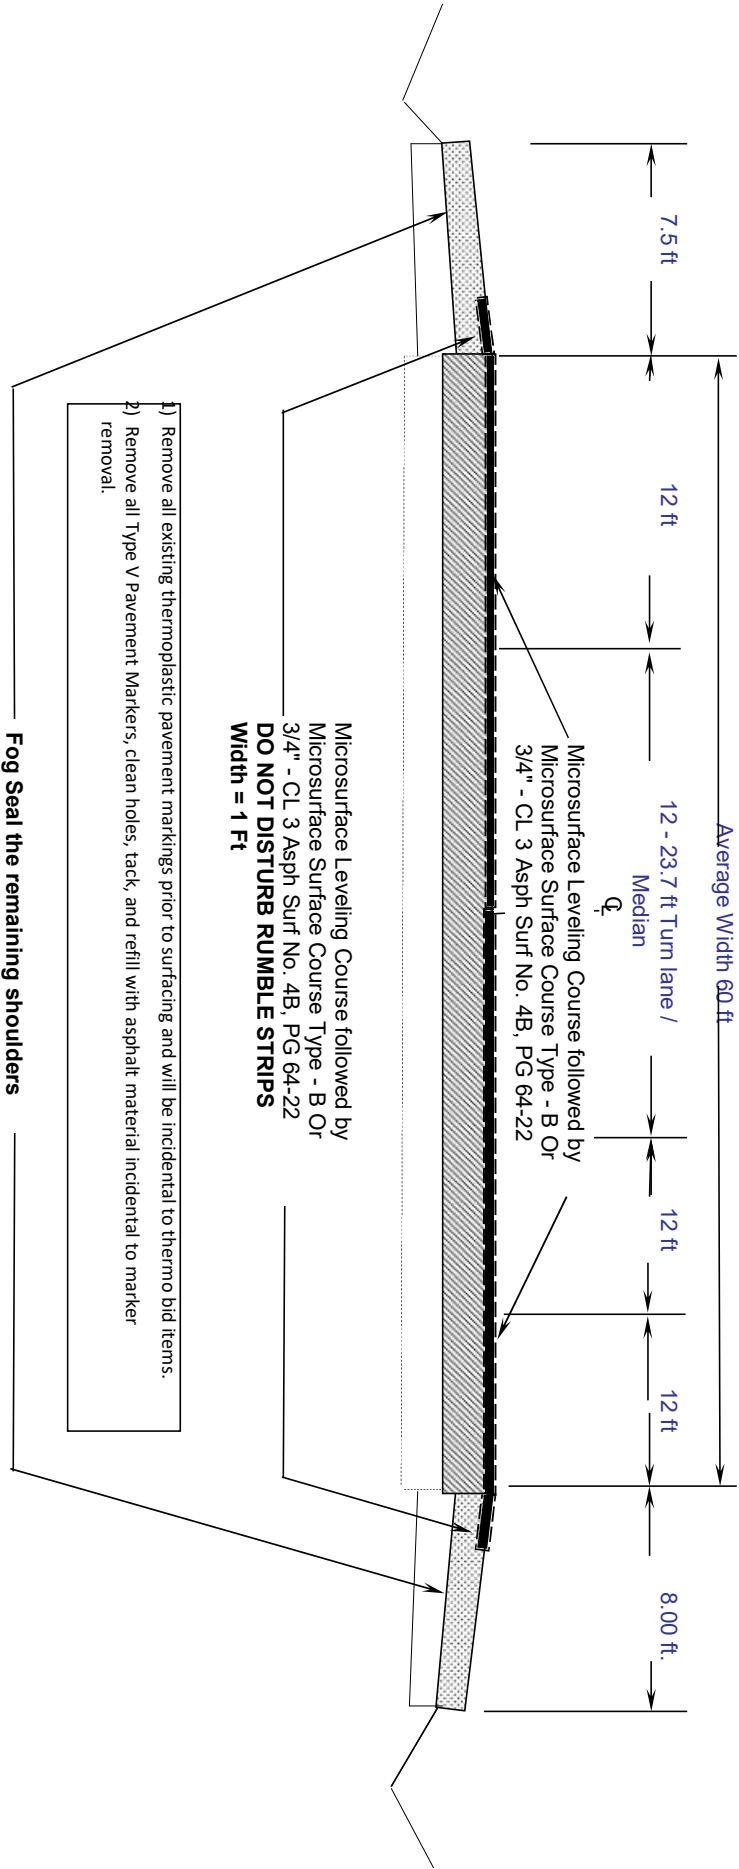 Average Width 60 ft
7.5 ft
12 ft
12 - 23.7 ft Turn lane /
Median
12 ft
12 ft
8.00 ft.
℄
Microsurface Leveling Course followed by
Microsurface Surface Course Type - B Or
3/4" - CL 3 Asph Surf No. 4B, PG 64-22
Microsurface Leveling Course followed by
Microsurface Surface Course Type - B Or
3/4" - CL 3 Asph Surf No. 4B, PG 64-22
DO NOT DISTURB RUMBLE STRIPS
Width = 1 Ft
1) Remove all existing thermoplastic pavement markings prior to surfacing and will be incidental to thermo bid items.
2) Remove all Type V Pavement Markers, clean holes, tack, and refill with asphalt material incidental to marker
removal.
Fog Seal the remaining shoulders